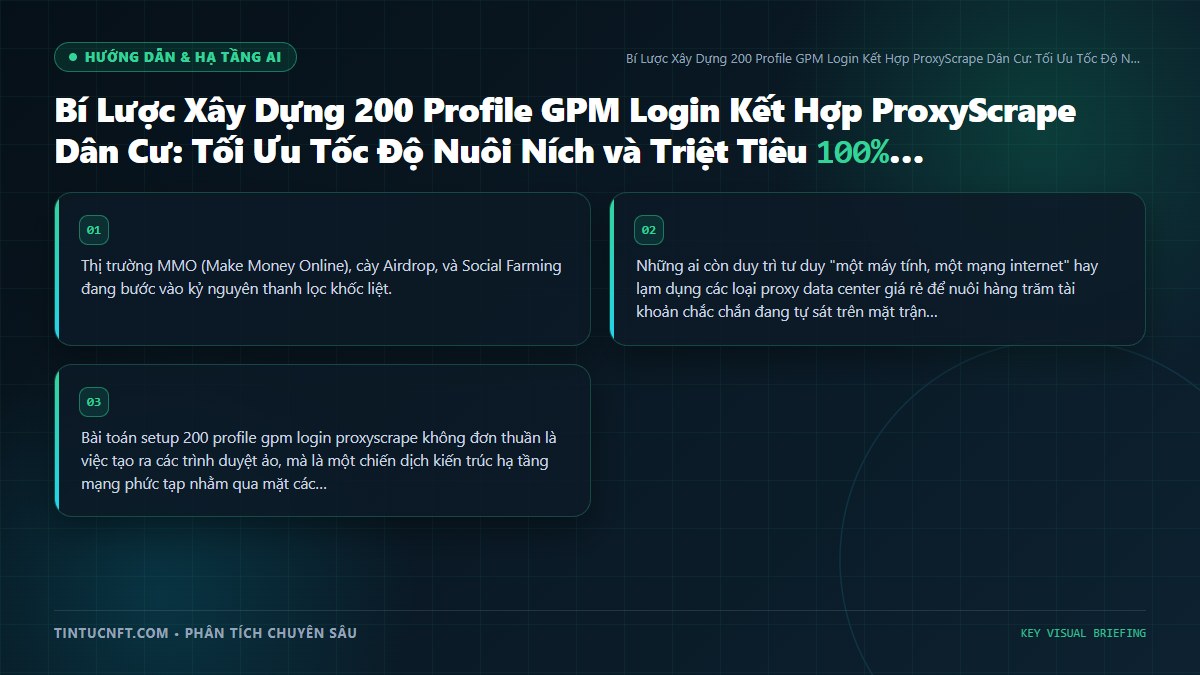 HƯỚNG DẪN & HẠ TẦNG AI
Bí Lược Xây Dựng 200 Profile GPM Login Kết Hợp ProxyScrape Dân Cư: Tối Ưu Tốc Độ N...
Bí Lược Xây Dựng 200 Profile GPM Login Kết Hợp ProxyScrape
Dân Cư: Tối Ưu Tốc Độ Nuôi Ních và Triệt Tiêu 100%...
01
Thị trường MMO (Make Money Online), cày Airdrop, và Social Farming
đang bước vào kỷ nguyên thanh lọc khốc liệt.
02
Những ai còn duy trì tư duy "một máy tính, một mạng internet" hay
lạm dụng các loại proxy data center giá rẻ để nuôi hàng trăm tài
khoản chắc chắn đang tự sát trên mặt trận...
03
Bài toán setup 200 profile gpm login proxyscrape không đơn thuần là
việc tạo ra các trình duyệt ảo, mà là một chiến dịch kiến trúc hạ tầng
mạng phức tạp nhằm qua mặt các...
TINTUCNFT.COM • PHÂN TÍCH CHUYÊN SÂU
KEY VISUAL BRIEFING